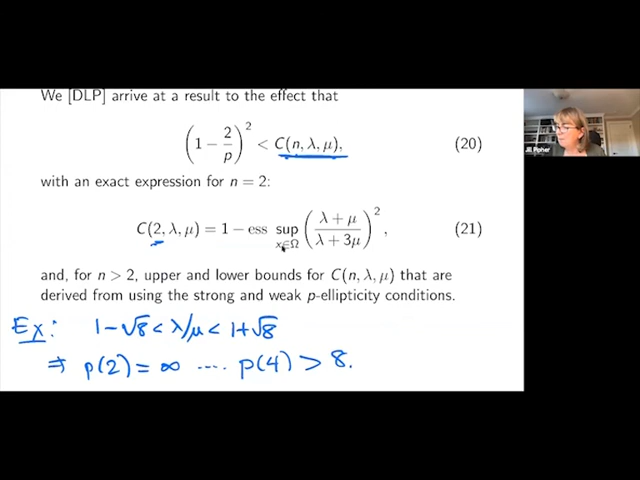 We [DLP] arrive at a result to the effect that
(1 − 2/p)² < C(n, λ, μ), (20)
with an exact expression for n = 2:
C(2, λ, μ) = 1 − ess sup_{x∈Ω} ((λ + μ)/(λ + 3μ))², (21)
and, for n > 2, upper and lower bounds for C(n, λ, μ) that are
derived from using the strong and weak p-ellipticity conditions.
Ex: 1−√8 < λ/μ < 1+√8
⇒ p(2) = ∞ .... p(4) > 8.
Jill Pipher